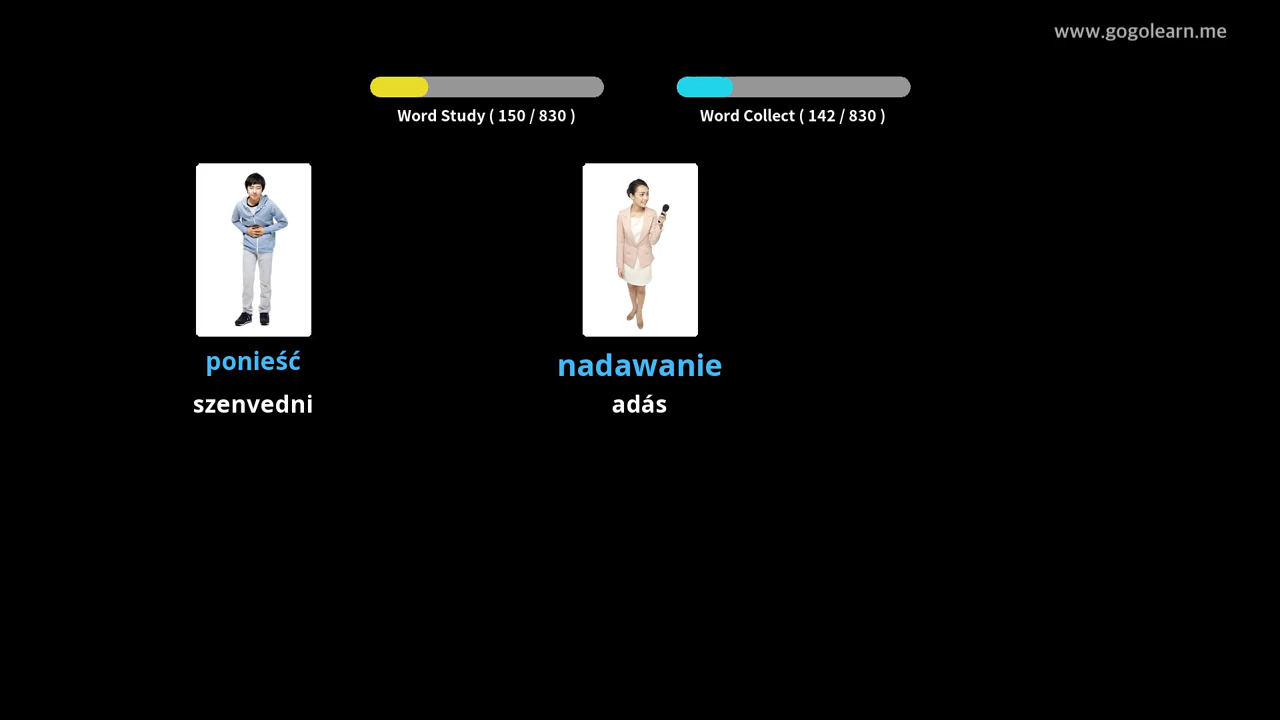 www.gogolearn.me
Word Study ( 150 / 830 )
Word Collect ( 142 / 830 )
ponieść
nadawanie
szenvedni
adás